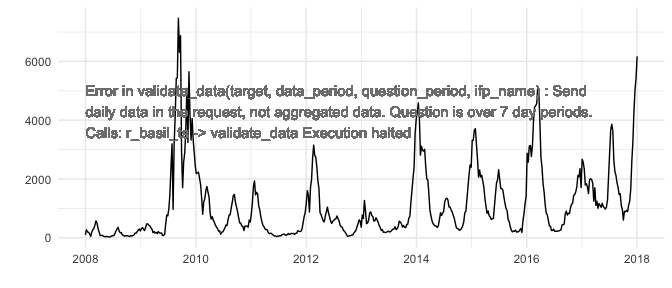 6000
4000
2000
0
Error in validate_data(target, data_period, question_period, ifp_name) : Send
daily data in the request, not aggregated data. Question is over 7 day periods.
Calls: r_basil_ts -> validate_data Execution halted
2008 2010 2012 2014 2016 2018